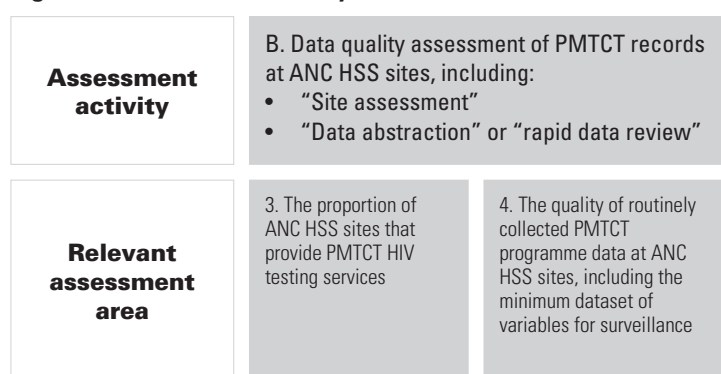 Assessment
activity
B. Data quality assessment of PMTCT records
at ANC HSS sites, including:
• “Site assessment”
• “Data abstraction” or “rapid data review”
Relevant
assessment
area
3. The proportion of
ANC HSS sites that
provide PMTCT HIV
testing services
4. The quality of routinely
collected PMTCT
programme data at ANC
HSS sites, including the
minimum dataset of
variables for surveillance